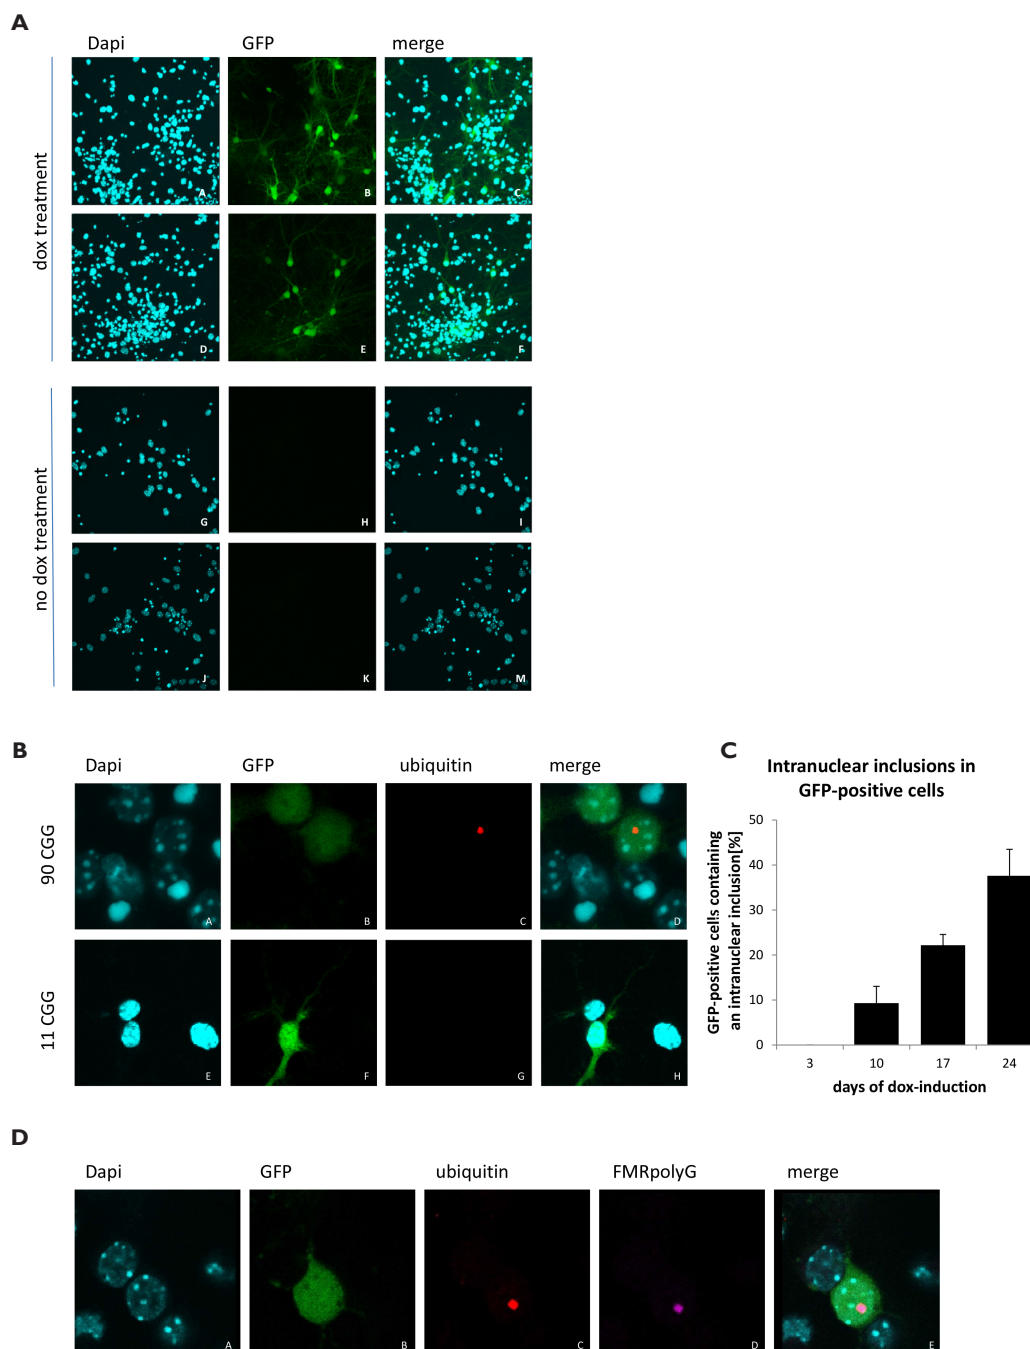 A
Dapi GFP merge
dox treatment
A B C
D E F
no dox treatment
G H I
J K M
B
Dapi GFP ubiquitin merge
90 CGG
A B C D
11 CGG
E F G H
C
Intranuclear inclusions in
GFP-positive cells
GFP-positive cells containing
an intranuclear inclusion[%]
50
40
30
20
10
0
3 10 17 24
days of dox-induction
D
Dapi GFP ubiquitin FMRpolyG merge
A B C D E